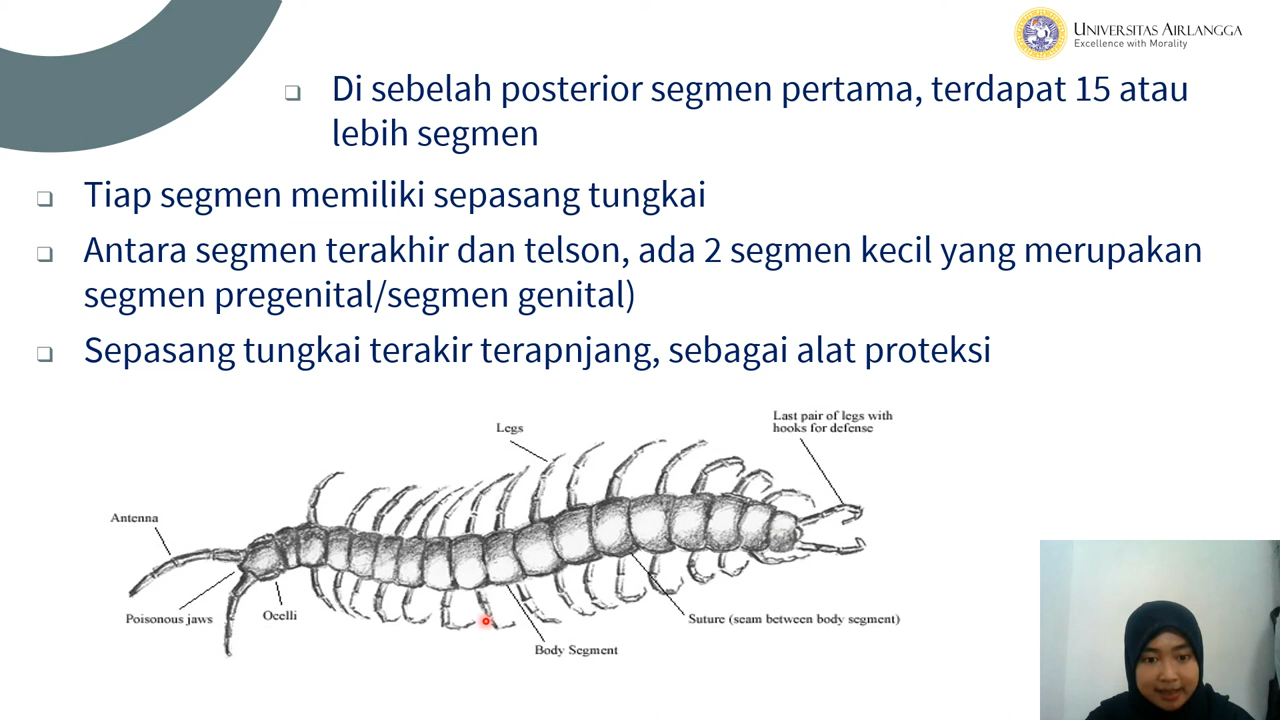 UNIVERSITAS AIRLANGGA
Excellence with Morality
Di sebelah posterior segmen pertama, terdapat 15 atau
lebih segmen
Tiap segmen memiliki sepasang tungkai
Antara segmen terakhir dan telson, ada 2 segmen kecil yang merupakan
segmen pregenital/segmen genital)
Sepasang tungkai terakir terapnjang, sebagai alat proteksi
Last pair of legs with
hooks for defense
Legs
Antenna
Poisonous jaws
Ocelli
Suture (seam between body segment)
Body Segment